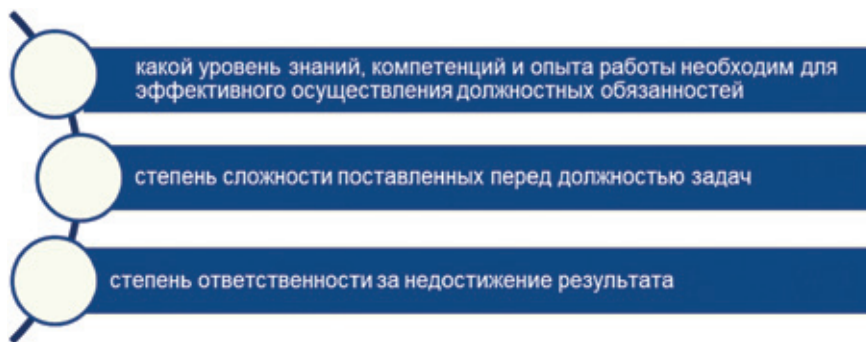 какой уровень знаний, компетенций и опыта работы необходим для
эффективного осуществления должностных обязанностей
степень сложности поставленных перед должностью задач
степень ответственности за недостижение результата